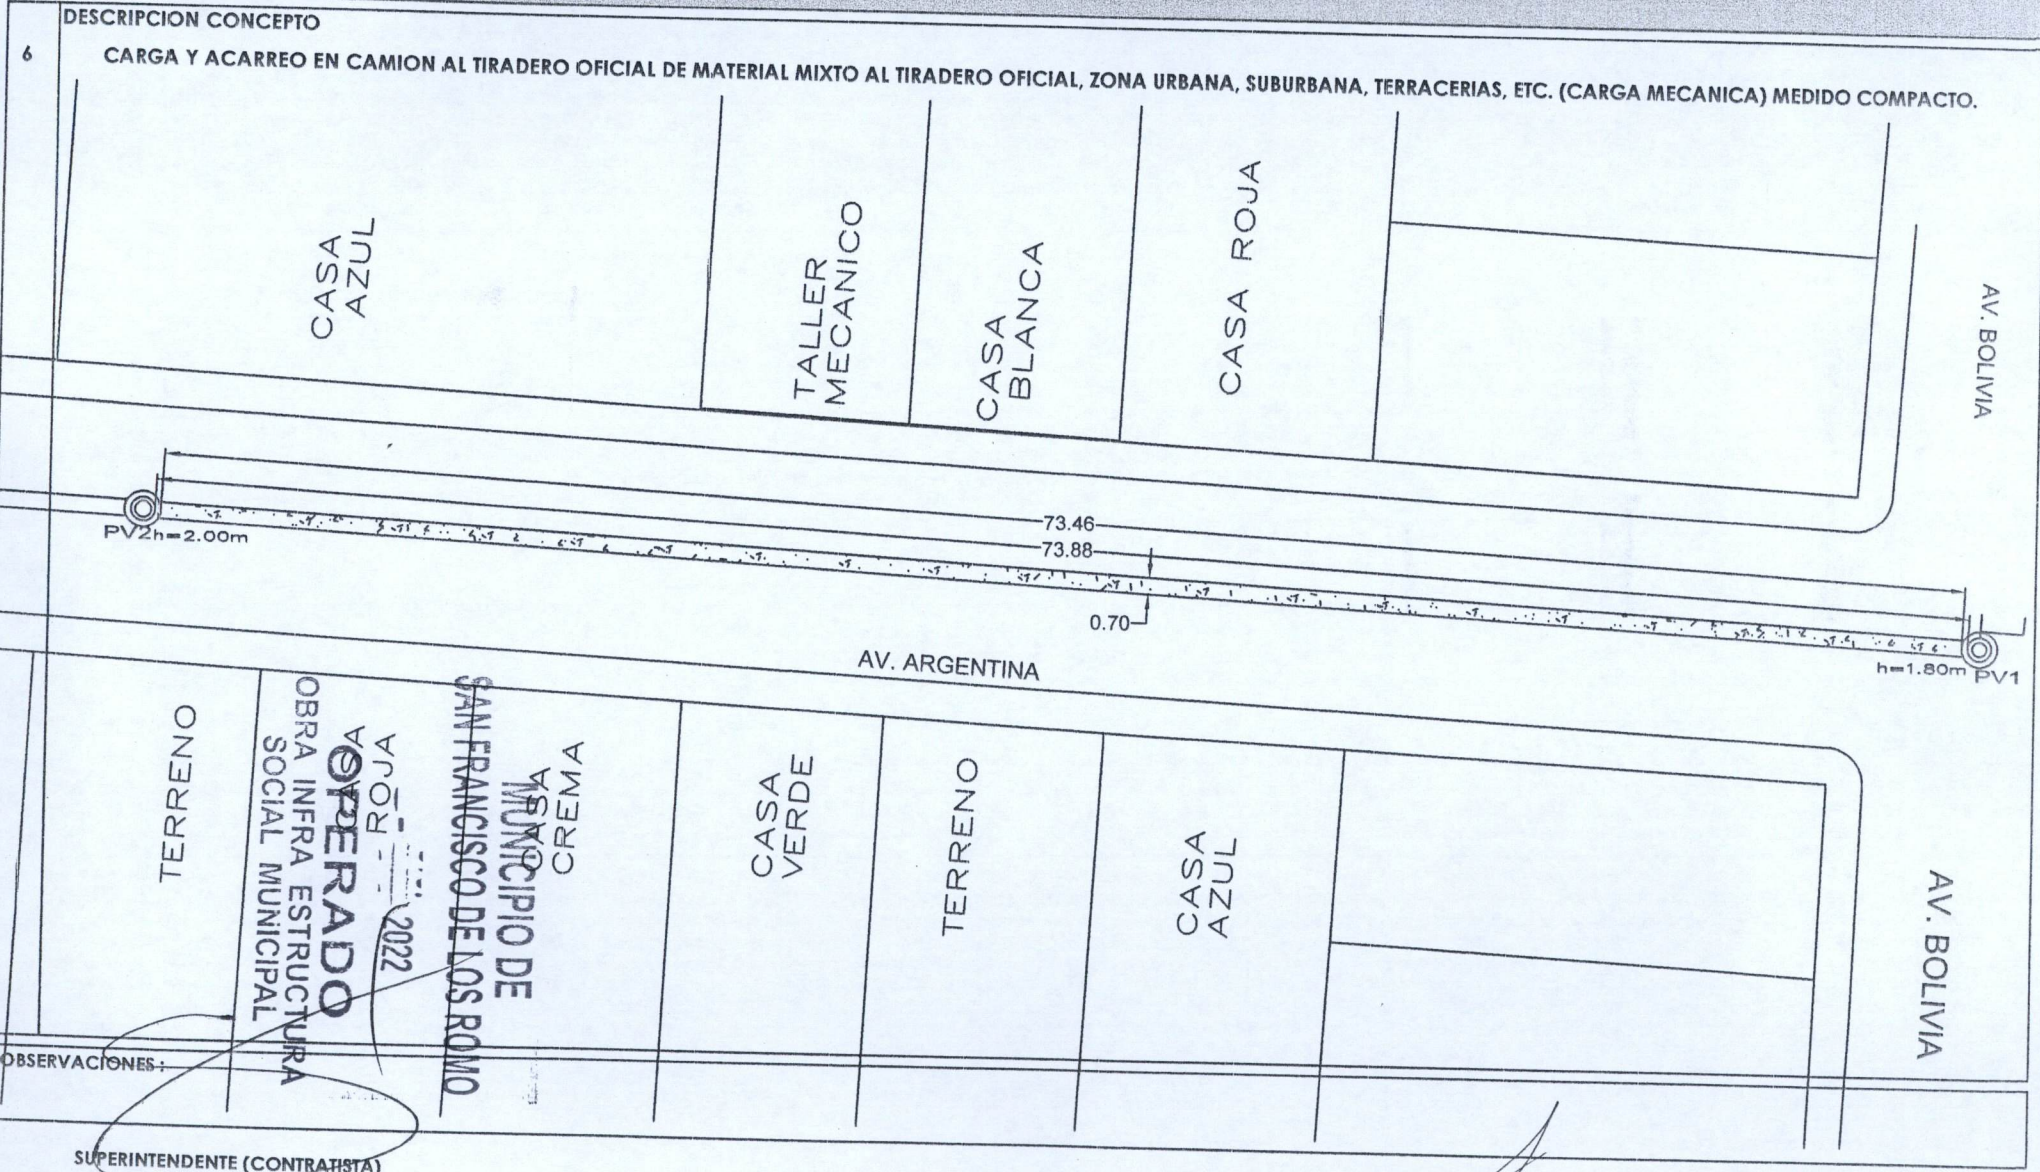 DESCRIPCION CONCEPTO
6 CARGA Y ACARREO EN CAMION AL TIRADERO OFICIAL DE MATERIAL MIXTO AL TIRADERO OFICIAL, ZONA URBANA, SUBURBANA, TERRACERIAS, ETC. (CARGA MECANICA) MEDIDO COMPACTO.
CASA
AZUL
TALLER
MECANICO
CASA
BLANCA
CASA ROJA
AV. BOLIVIA
73.46
73.88
0.70
PV2 h=2.00m
h=1.80m PV1
AV. ARGENTINA
TERRENO
CASA
ROJA
CASA
CREMA
CASA
VERDE
TERRENO
CASA
AZUL
AV. BOLIVIA
MUNICIPIO DE
SAN FRANCISCO DE LOS ROMO
2022
OPERADO
OBRA INFRA ESTRUCTURA
SOCIAL MUNICIPAL
OBSERVACIONES :
SUPERINTENDENTE (CONTRATISTA)